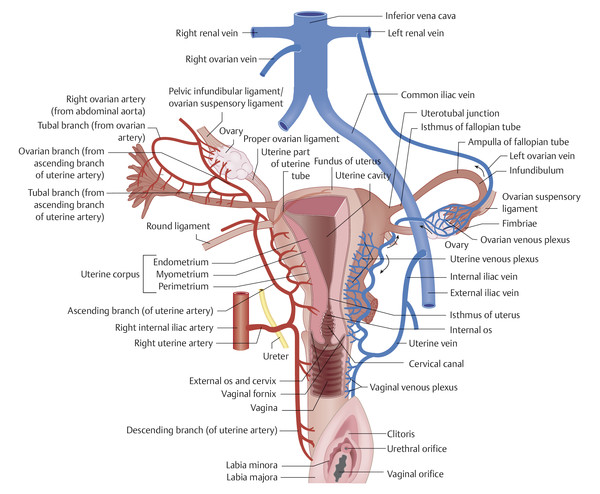 Inferior vena cava
Right renal vein
Left renal vein
Right ovarian vein
Pelvic infundibular ligament/
ovarian suspensory ligament
Common iliac vein
Right ovarian artery
(from abdominal aorta)
Uterotubal junction
Tubal branch (from ovarian
artery)
Ovary
Isthmus of fallopian tube
Proper ovarian ligament
Ampulla of fallopian tube
Ovarian branch (from
ascending branch
of uterine artery)
Uterine part
of uterine
tube
Fundus of uterus
Left ovarian vein
Uterine cavity
Infundibulum
Tubal branch (from
ascending branch
of uterine artery)
Ovarian suspensory
ligament
Round ligament
Fimbriae
Ovary
Ovarian venous plexus
Endometrium
Uterine venous plexus
Uterine corpus
Myometrium
Internal iliac vein
Perimetrium
External iliac vein
Ascending branch (of uterine artery)
Isthmus of uterus
Right internal iliac artery
Internal os
Right uterine artery
Uterine vein
Ureter
Cervical canal
External os and cervix
Vaginal venous plexus
Vaginal fornix
Vagina
Descending branch (of uterine artery)
Clitoris
Urethral orifice
Labia minora
Labia majora
Vaginal orifice